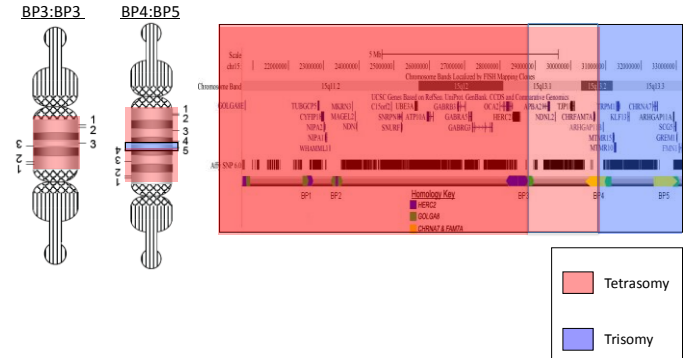 BP3:BP3 BP4:BP5
1
2
3
3
2
1
1
2
3
4
5
4
3
2
1
Scale 5 Mb
chr15: 22000000 23000000 24000000 25000000 26000000 27000000 28000000 29000000 30000000 31000000 32000000 33000000
Chromosome Bands Localized by FISH Mapping Clones
Chromosome Band 15q11.2 15q12 15q13.1 15q13.2 15q13.3
UCSC Genes Based on RefSeq, UniProt, GenBank, CCDS and Comparative Genomics
TUBGCP5 MKRN3 C15orf2 UBE3A GABRB3 OCA2 APBA2 TJP1 TRPM1 CHRNA7
CYFIP1 MAGEL2 SNRPN ATP10A GABRA5 HERC2 NDNL2 CHRFAM7A KLF13 ARHGAP11A
NIPA2 NDN SNURF GABRG3 ARHGAP11B SCG5
NIPA1 MTMR15 GREM1
WHAMML1 MTMR10 FMN1
Affy SNP 6.0
BP1 BP2 BP3 BP4 BP5
Homology Key
HERC2
GOLGA8
CHRNA7 & FAM7A
Tetrasomy
Trisomy